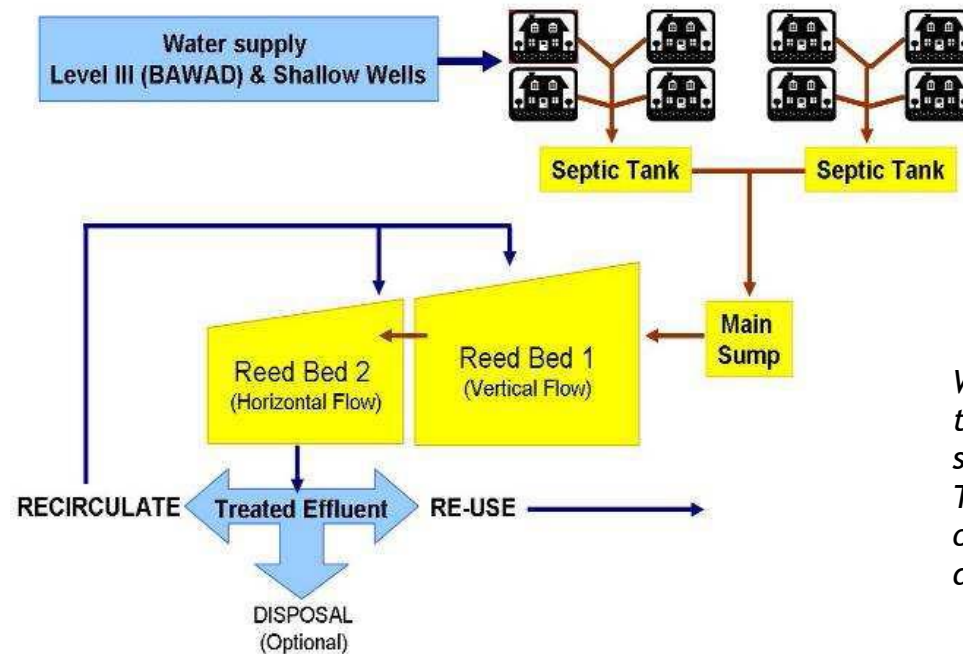 Water supply
Level III (BAWAD) & Shallow Wells
Septic Tank
Septic Tank
Main
Sump
Reed Bed 1
(Vertical Flow)
Reed Bed 2
(Horizontal Flow)
RECIRCULATE
Treated Effluent
RE-USE
DISPOSAL
(Optional)